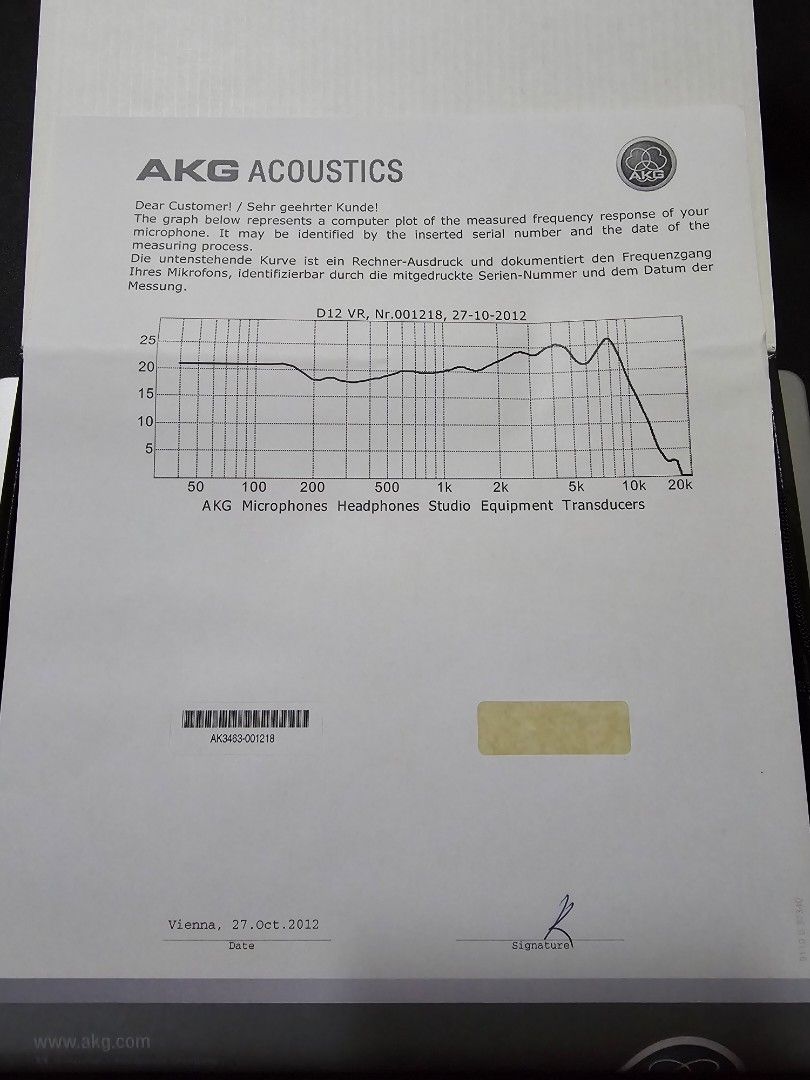 AKG ACOUSTICS
AKG
Dear Customer! / Sehr geehrter Kunde!
The graph below represents a computer plot of the measured frequency response of your
microphone. It may be identified by the inserted serial number and the date of the
measuring process.
Die untenstehende Kurve ist ein Rechner-Ausdruck und dokumentiert den Frequenzgang
Ihres Mikrofons, identifizierbar durch die mitgedruckte Serien-Nummer und dem Datum der
Messung.
D12 VR, Nr.001218, 27-10-2012
25
20
15
10
5
50 100 200 500 1k 2k 5k 10k 20k
AKG Microphones Headphones Studio Equipment Transducers
AK3463-001218
Vienna, 27.Oct.2012
Date
Signature
www.akg.com